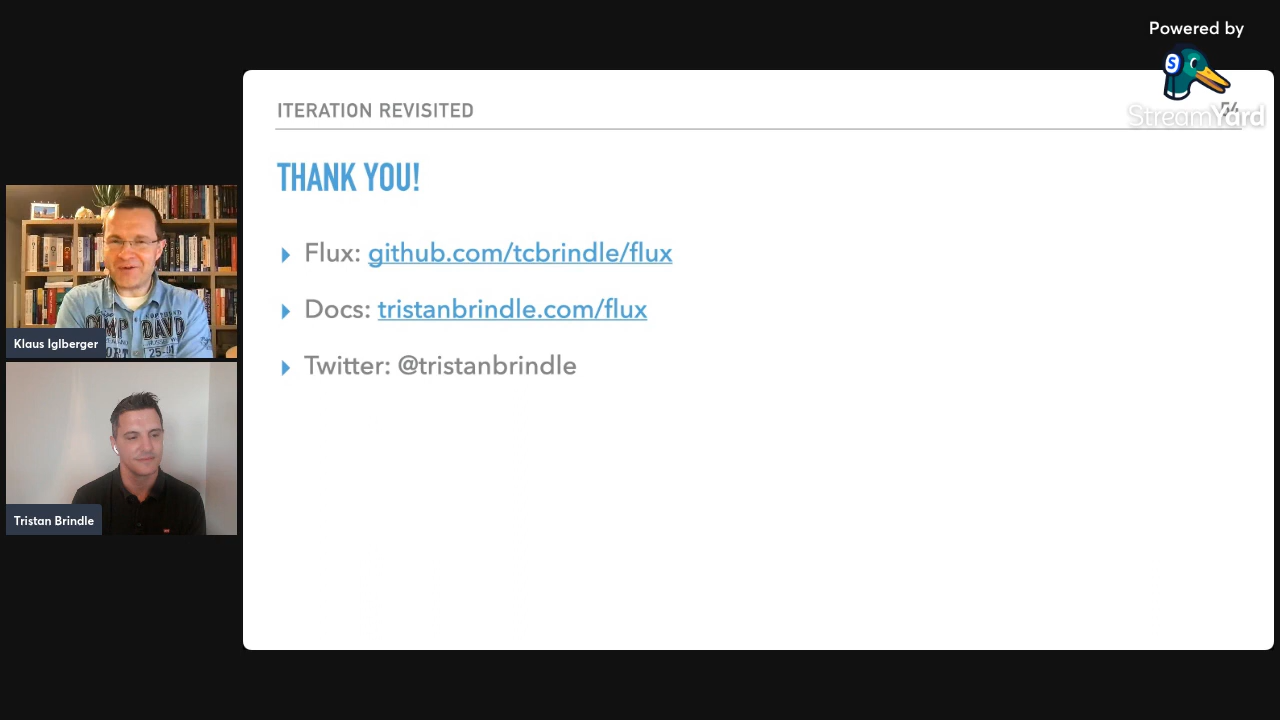 Powered by
StreamYard
ITERATION REVISITED
54
THANK YOU!
Flux: github.com/tcbrindle/flux
Docs: tristanbrindle.com/flux
Twitter: @tristanbrindle
Klaus Iglberger
Tristan Brindle